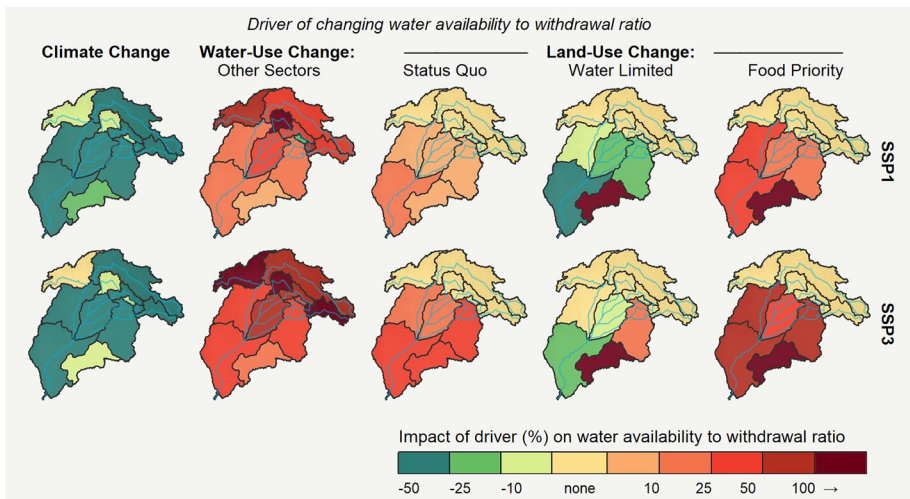 Driver of changing water availability to withdrawal ratio
Climate Change
Water-Use Change:
Land-Use Change:
Other Sectors
Status Quo
Water Limited
Food Priority
SSP1
SSP3
Impact of driver (%) on water availability to withdrawal ratio
-50 -25 -10 none 10 25 50 100 →